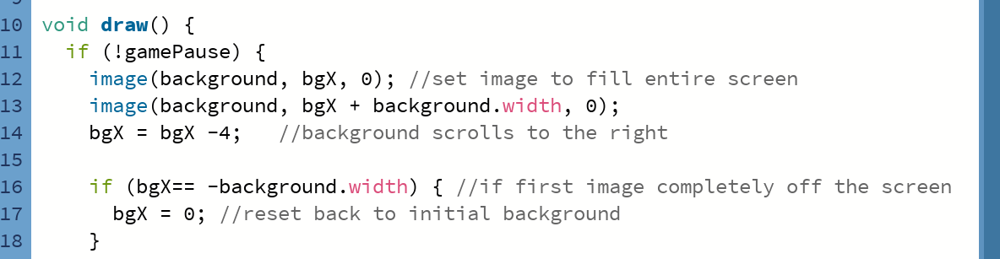 10 void draw() {
11 if (!gamePause) {
12 image(background, bgX, 0); //set image to fill entire screen
13 image(background, bgX + background.width, 0);
14 bgX = bgX -4; //background scrolls to the right
15
16 if (bgX== -background.width) { //if first image completely off the screen
17 bgX = 0; //reset back to initial background
18 }